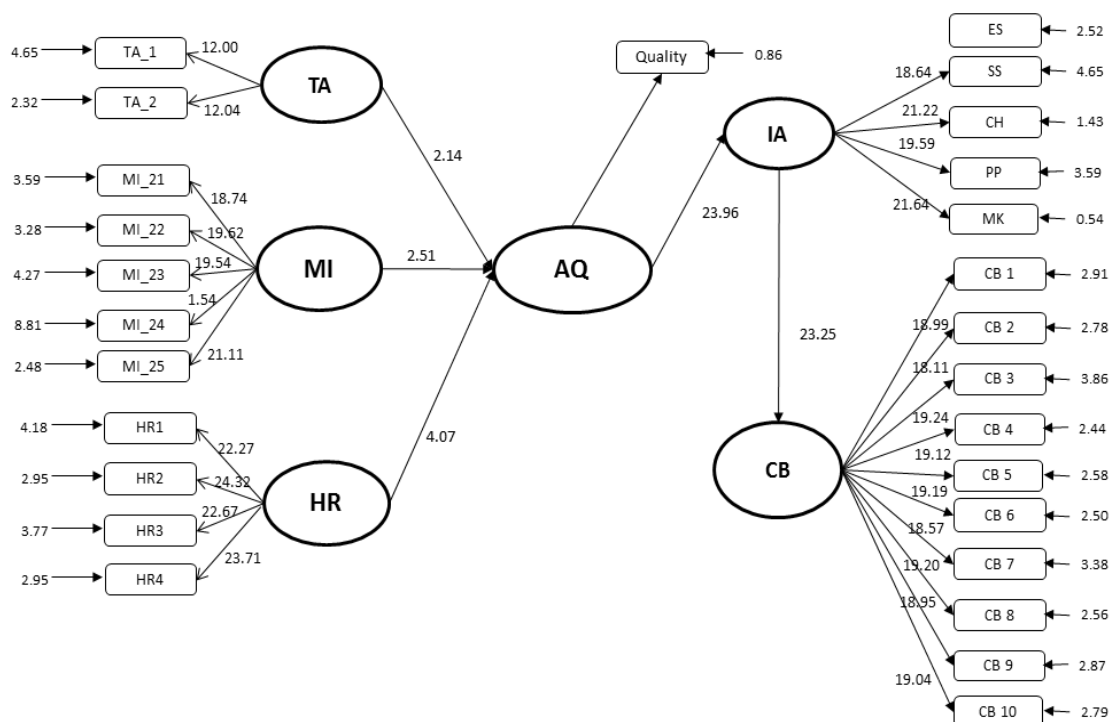 4.65
TA_1
12.00
2.32
TA_2
12.04
TA
3.59
MI_21
18.74
3.28
MI_22
19.62
4.27
MI_23
19.54
8.81
MI_24
1.54
2.48
MI_25
21.11
MI
4.18
HR1
22.27
2.95
HR2
24.32
3.77
HR3
22.67
2.95
HR4
23.71
HR
2.14
2.51
4.07
AQ
Quality
0.86
23.96
IA
23.25
CB
ES
2.52
18.64
SS
4.65
21.22
CH
1.43
19.59
PP
3.59
21.64
MK
0.54
CB 1
2.91
18.99
CB 2
2.78
18.11
CB 3
3.86
19.24
CB 4
2.44
19.12
CB 5
2.58
19.19
CB 6
2.50
18.57
CB 7
3.38
19.20
CB 8
2.56
18.95
CB 9
2.87
19.04
CB 10
2.79